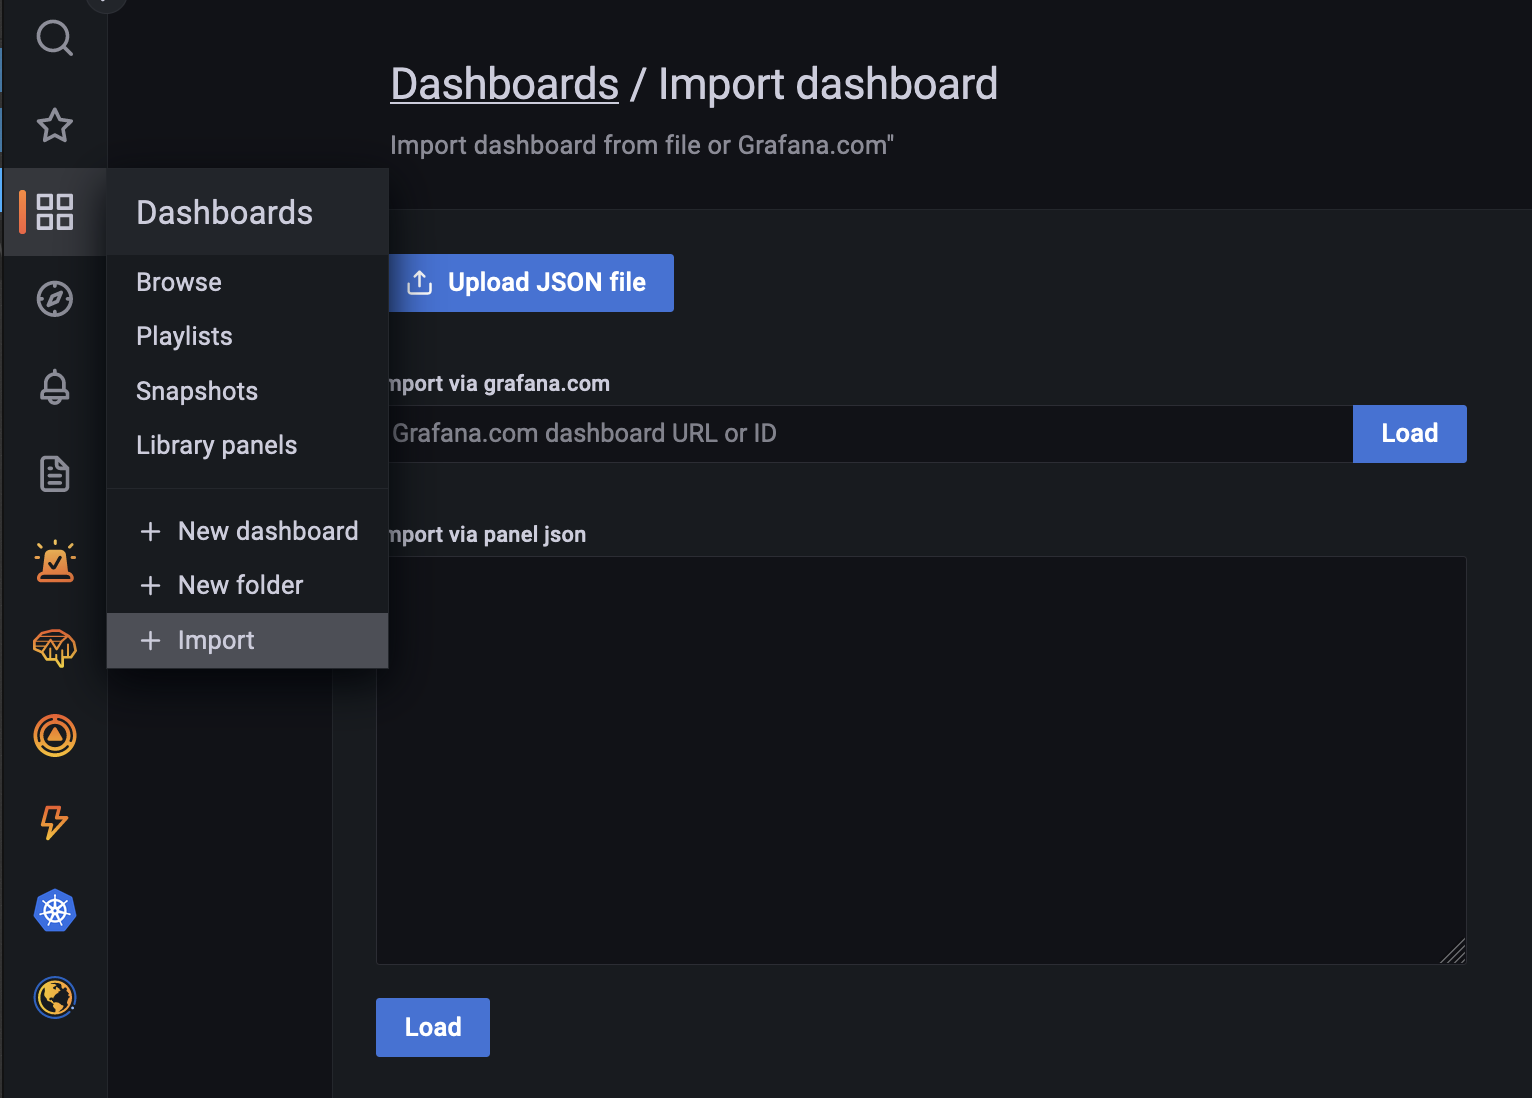 Dashboards / Import dashboard
Import dashboard from file or Grafana.com"
Dashboards
Browse
Playlists
Snapshots
Library panels
+ New dashboard
+ New folder
+ Import
Upload JSON file
mport via grafana.com
Grafana.com dashboard URL or ID
Load
mport via panel json
Load